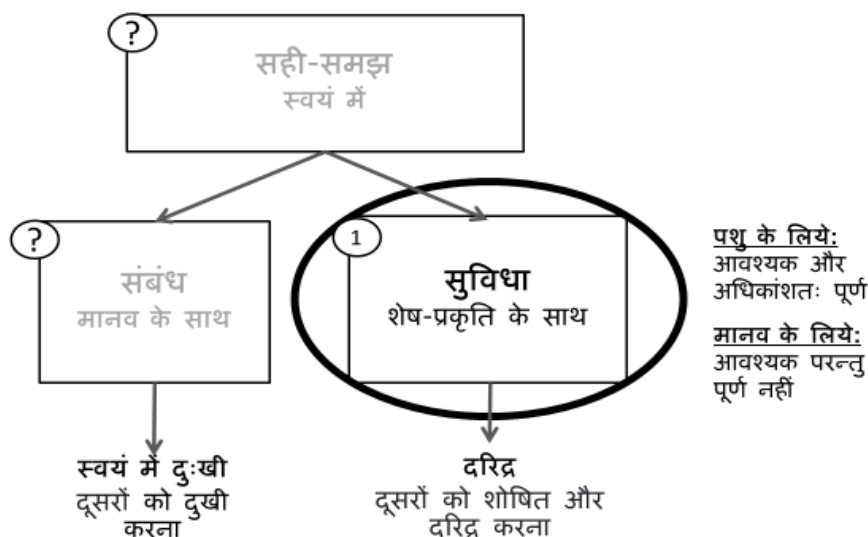 ?
सही-समझ
स्वयं में
?
संबंध
मानव के साथ
1
सुविधा
शेष-प्रकृति के साथ
पशु के लिये:
आवश्यक और
अधिकांशतः पूर्ण
मानव के लिये:
आवश्यक परन्तु
पूर्ण नहीं
स्वयं में दुःखी
दूसरों को दुखी
करना
दरिद्र
दूसरों को शोषित और
दरिद्र करना